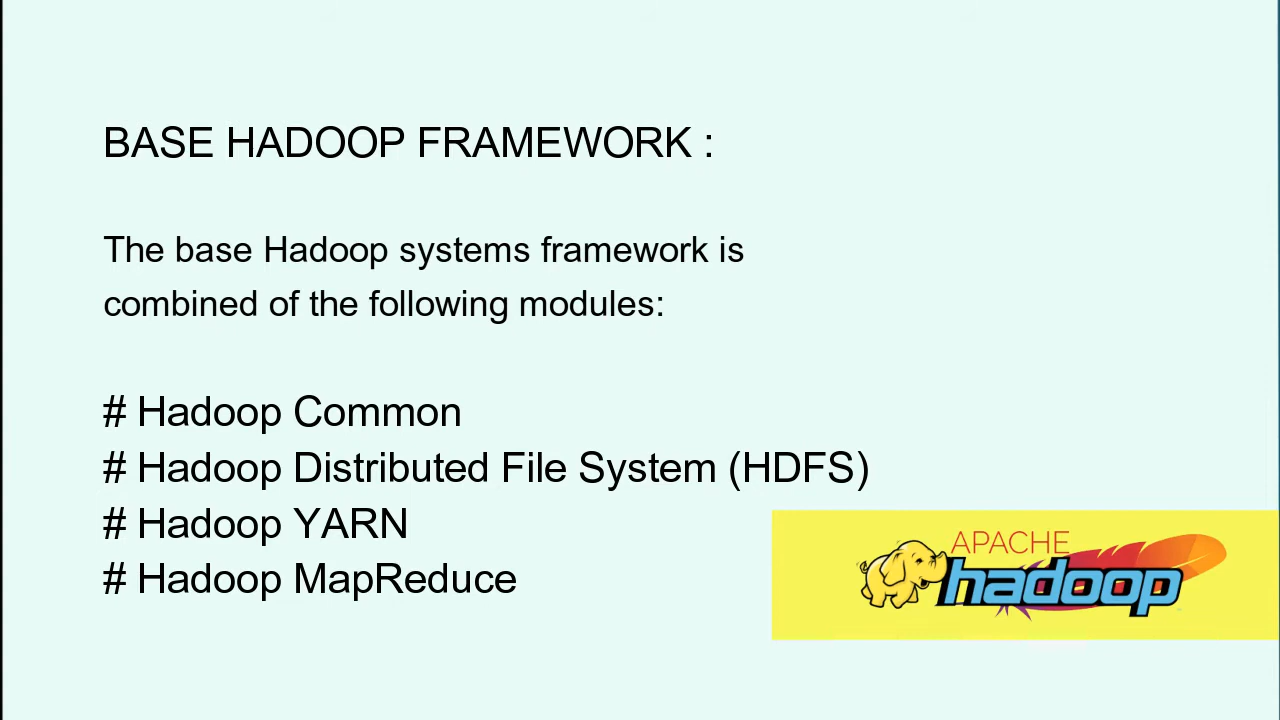 BASE HADOOP FRAMEWORK :
The base Hadoop systems framework is
combined of the following modules:
# Hadoop Common
# Hadoop Distributed File System (HDFS)
# Hadoop YARN
# Hadoop MapReduce
APACHE
hadoop